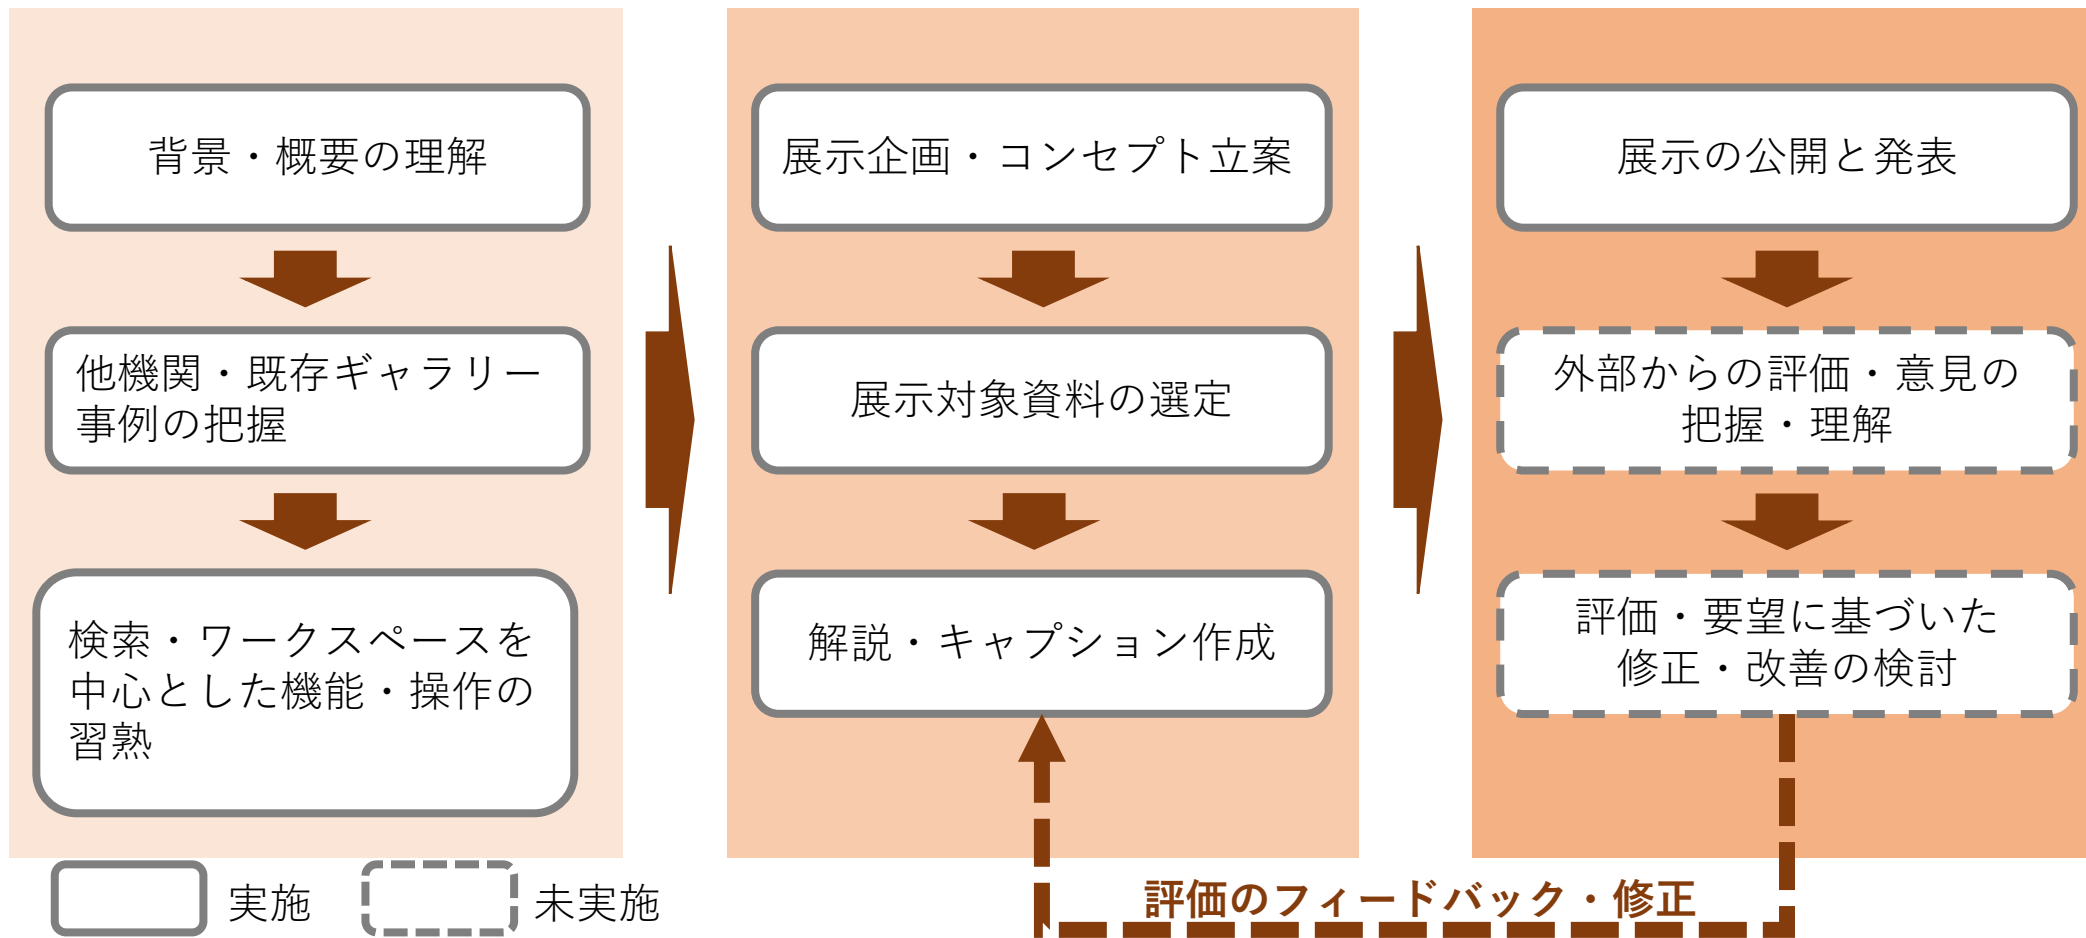 背景・概要の理解
他機関・既存ギャラリー
事例の把握
検索・ワークスペースを
中心とした機能・操作の
習熟
展示企画・コンセプト立案
展示対象資料の選定
解説・キャプション作成
展示の公開と発表
外部からの評価・意見の
把握・理解
評価・要望に基づいた
修正・改善の検討
評価のフィードバック・修正
実施
未実施